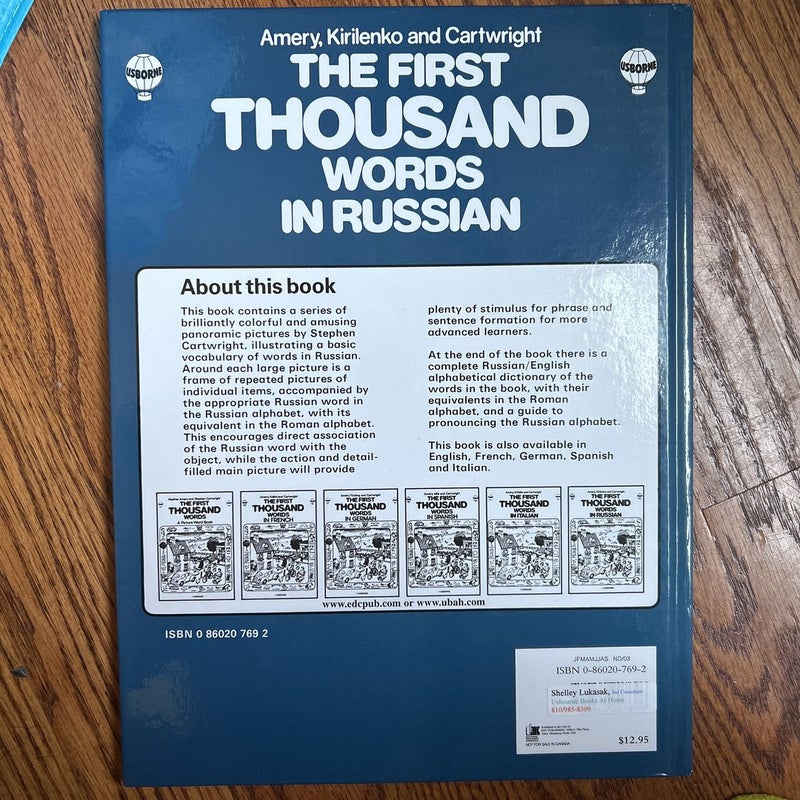 Amery, Kirilenko and Cartwright
USBORNE
USBORNE
THE FIRST
THOUSAND
WORDS
IN RUSSIAN
About this book
This book contains a series of
brilliantly colorful and amusing
panoramic pictures by Stephen
Cartwright, illustrating a basic
vocabulary of words in Russian.
Around each large picture is a
frame of repeated pictures of
individual items, accompanied by
the appropriate Russian word in
the Russian alphabet, with its
equivalent in the Roman alphabet.
This encourages direct association
of the Russian word with the
object, while the action and detail-
filled main picture will provide
plenty of stimulus for phrase and
sentence formation for more
advanced learners.
At the end of the book there is a
complete Russian/English
alphabetical dictionary of the
words in the book, with their
equivalents in the Roman
alphabet, and a guide to
pronouncing the Russian alphabet.
This book is also available in
English, French, German, Spanish
and Italian.
THE FIRST
THOUSAND
WORDS
A Picture Word Book
THE FIRST
THOUSAND
WORDS
IN FRENCH
THE FIRST
THOUSAND
WORDS
IN GERMAN
THE FIRST
THOUSAND
WORDS
IN SPANISH
THE FIRST
THOUSAND
WORDS
IN ITALIAN
THE FIRST
THOUSAND
WORDS
IN RUSSIAN
www.edcpub.com or www.ubah.com
ISBN 0 86020 769 2
JFMAMJJAS ND/03
ISBN 0-86020-769-2
Shelley Lukasak, Ind Consultant
Usbourne Books At Home
810/985-8309
NOT FOR SALE IN CANADA
$12.95